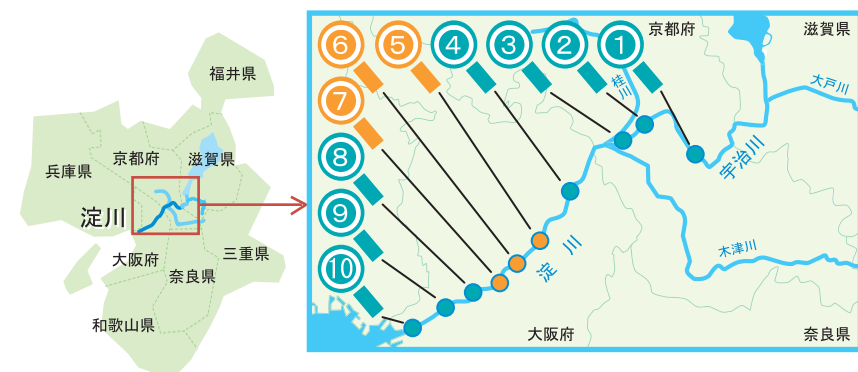 福井県
兵庫県
京都府
滋賀県
淀川
大阪府
三重県
奈良県
和歌山県
⑥
⑤
④
③
②
①
⑦
⑧
⑨
⑩
京都府
滋賀県
桂川
大戸川
宇治川
木津川
淀川
大阪府
奈良県